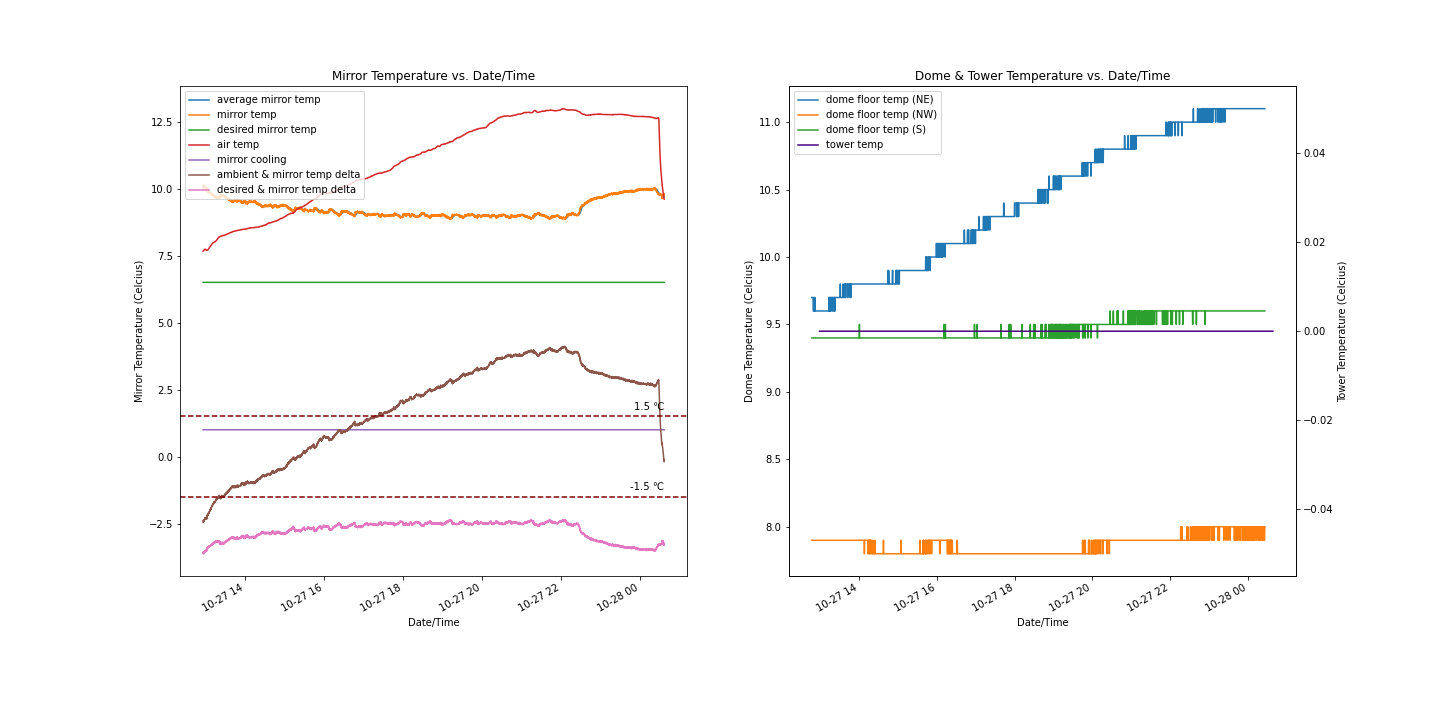 Mirror Temperature vs. Date/Time
average mirror temp
mirror temp
desired mirror temp
air temp
mirror cooling
ambient & mirror temp delta
desired & mirror temp delta
12.5
10.0
7.5
5.0
2.5
0.0
−2.5
Mirror Temperature (Celcius)
1.5 °C
-1.5 °C
10-27 14
10-27 16
10-27 18
10-27 20
10-27 22
10-28 00
Date/Time
Dome & Tower Temperature vs. Date/Time
dome floor temp (NE)
dome floor temp (NW)
dome floor temp (S)
tower temp
11.0
10.5
10.0
9.5
9.0
8.5
8.0
Dome Temperature (Celcius)
0.04
0.02
0.00
−0.02
−0.04
Tower Temperature (Celcius)
10-27 14
10-27 16
10-27 18
10-27 20
10-27 22
10-28 00
Date/Time